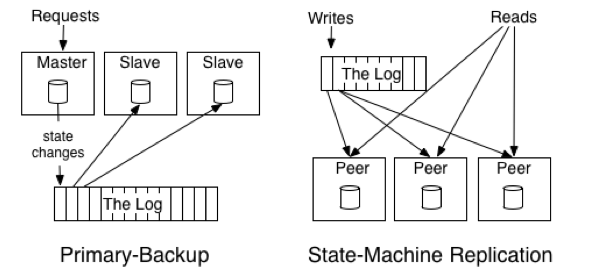 Requests
Master
Slave
Slave
state
changes
The Log
Primary-Backup
Writes
Reads
The Log
Peer
Peer
Peer
State-Machine Replication